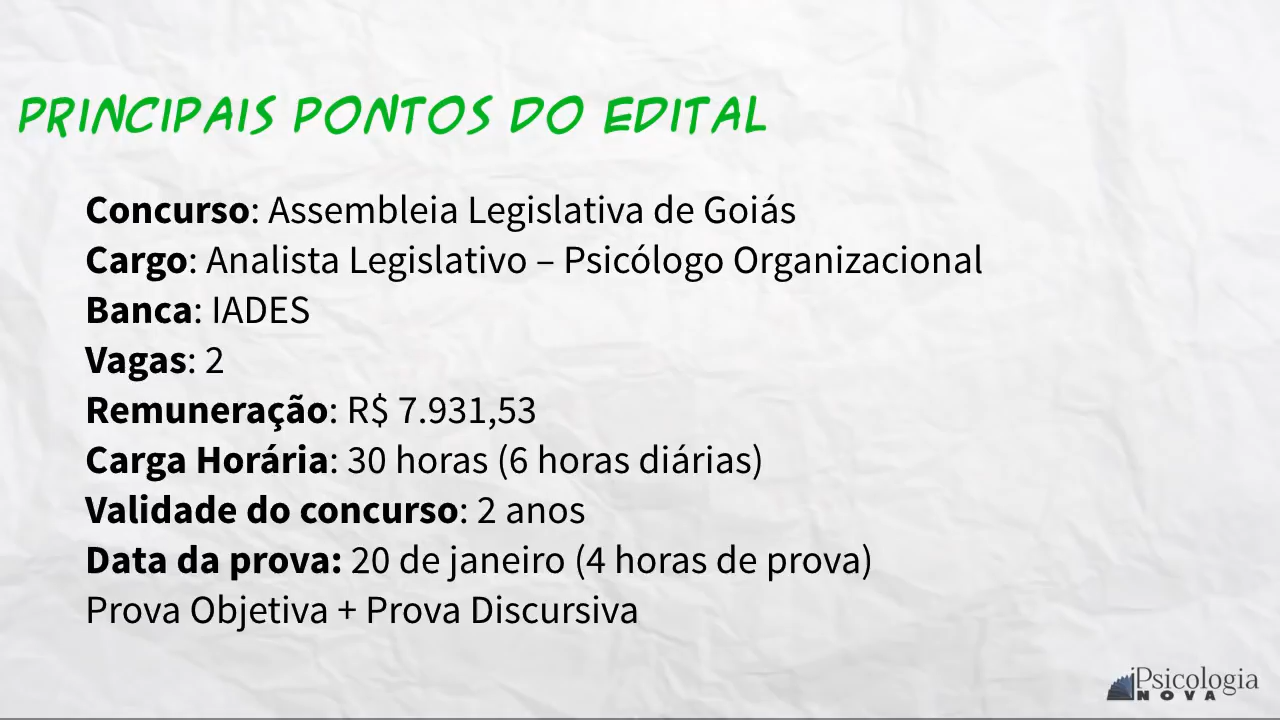 PRINCIPAIS PONTOS DO EDITAL
Concurso: Assembleia Legislativa de Goiás
Cargo: Analista Legislativo – Psicólogo Organizacional
Banca: IADES
Vagas: 2
Remuneração: R$ 7.931,53
Carga Horária: 30 horas (6 horas diárias)
Validade do concurso: 2 anos
Data da prova: 20 de janeiro (4 horas de prova)
Prova Objetiva + Prova Discursiva
Psicologia
NOVA